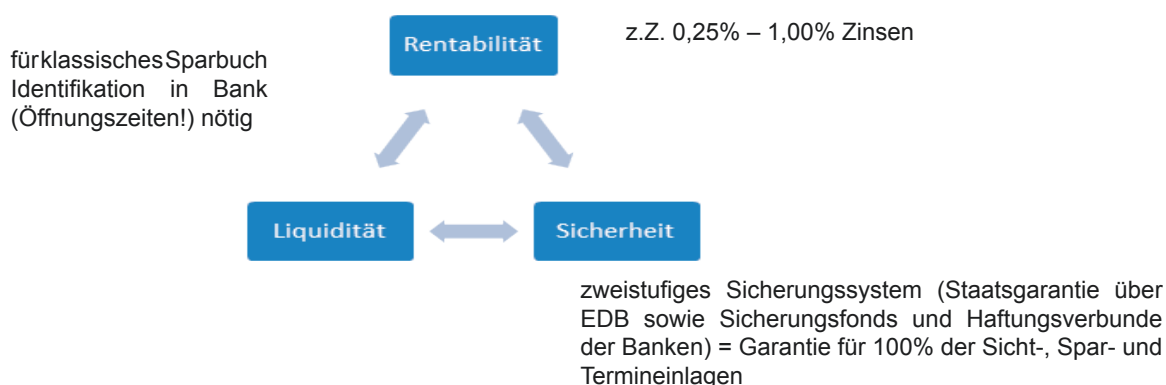 Rentabilität
z.Z. 0,25% – 1,00% Zinsen
für klassisches Sparbuch
Identifikation in Bank
(Öffnungszeiten!) nötig
Liquidität
Sicherheit
zweistufiges Sicherungssystem (Staatsgarantie über
EDB sowie Sicherungsfonds und Haftungsverbunde
der Banken) = Garantie für 100% der Sicht-, Spar- und
Termineinlagen